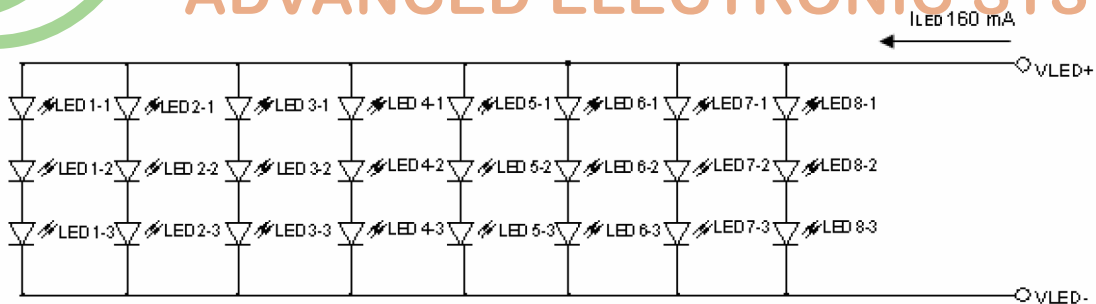 ADVANCED ELECTRONIC SYS
ILED 160 mA
VLED+
LED 1-1 LED 2-1 LED 3-1 LED 4-1 LED 5-1 LED 6-1 LED 7-1 LED 8-1
LED 1-2 LED 2-2 LED 3-2 LED 4-2 LED 5-2 LED 6-2 LED 7-2 LED 8-2
LED 1-3 LED 2-3 LED 3-3 LED 4-3 LED 5-3 LED 6-3 LED 7-3 LED 8-3
VLED-